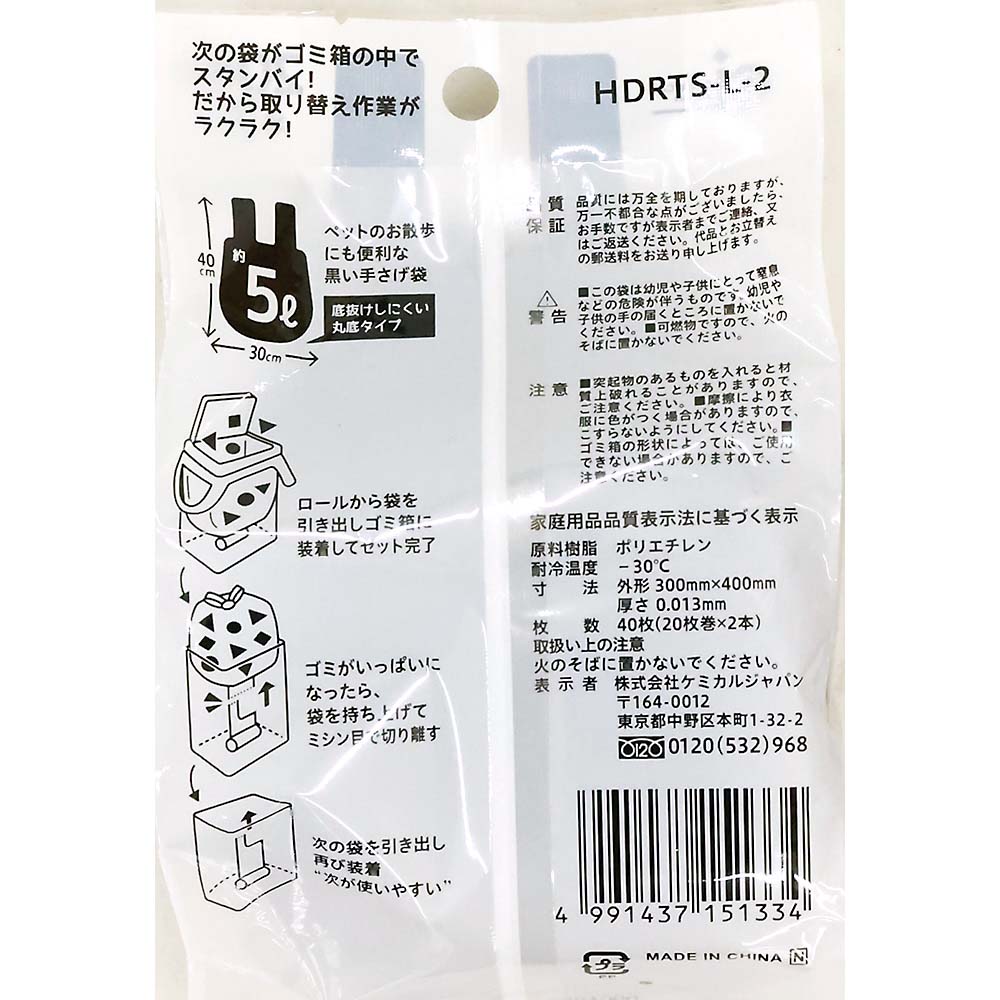 次の袋がゴミ箱の中で
スタンバイ!
だから取り替え作業が
ラクラク!
HDRTS-L-2
40cm
約
5ℓ
30cm
ペットのお散歩
にも便利な
黒い手さげ袋
底抜けしにくい
丸底タイプ
品質
保証
品質には万全を期しておりますが、
万一不都合な点がございましたら、
お手数ですが表示者までご連絡、又
はご返送ください。代品とお立替え
の郵送料をお送り申し上げます。
警告
■この袋は幼児や子供にとって窒息
などの危険が伴うものです。幼児や
子供の手の届くところに置かないで
ください。■可燃物ですので、火の
そばに置かないでください。
注意
■突起物のあるものを入れると材
質上破れることがありますので、
ご注意ください。■摩擦により衣
服に色がつく場合がありますので、
こすらないようにしてください。■
ゴミ箱の形状によっては、ご使用
できない場合がありますので、ご
注意ください。
ロールから袋を
引き出しゴミ箱に
装着してセット完了
ゴミがいっぱいに
なったら、
袋を持ち上げて
ミシン目で切り離す
次の袋を引き出し
再び装着
“次が使いやすい”
家庭用品品質表示法に基づく表示
原料樹脂 ポリエチレン
耐冷温度 −30℃
寸法 外形 300mm×400mm
厚さ 0.013mm
枚数 40枚(20枚巻×2本)
取扱い上の注意
火のそばに置かないでください。
表示者 株式会社ケミカルジャパン
〒164-0012
東京都中野区本町1-32-2
0120 0120(532)968
4 991437 151334
プラ
MADE IN CHINA N